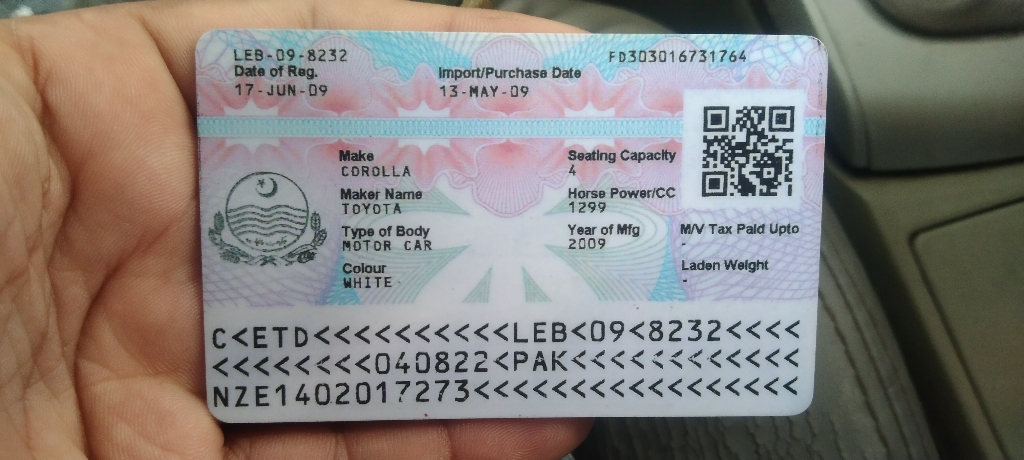 LEB-09-8232 FD303016731764
Date of Reg. Import/Purchase Date
17-JUN-09 13-MAY-09
Make Seating Capacity
COROLLA 4
Maker Name Horse Power/CC
TOYOTA 1299
Type of Body Year of Mfg M/V Tax Paid Upto
MOTOR CAR 2009 -
Colour Laden Weight
WHITE -
C<ETD<<<<<<<<<<LEB<09<8232<<<<
<<<<<<<<040822<PAK<<<<<<<<<<<<
NZE1402017273<<<<<<<<<<<<<<<<<